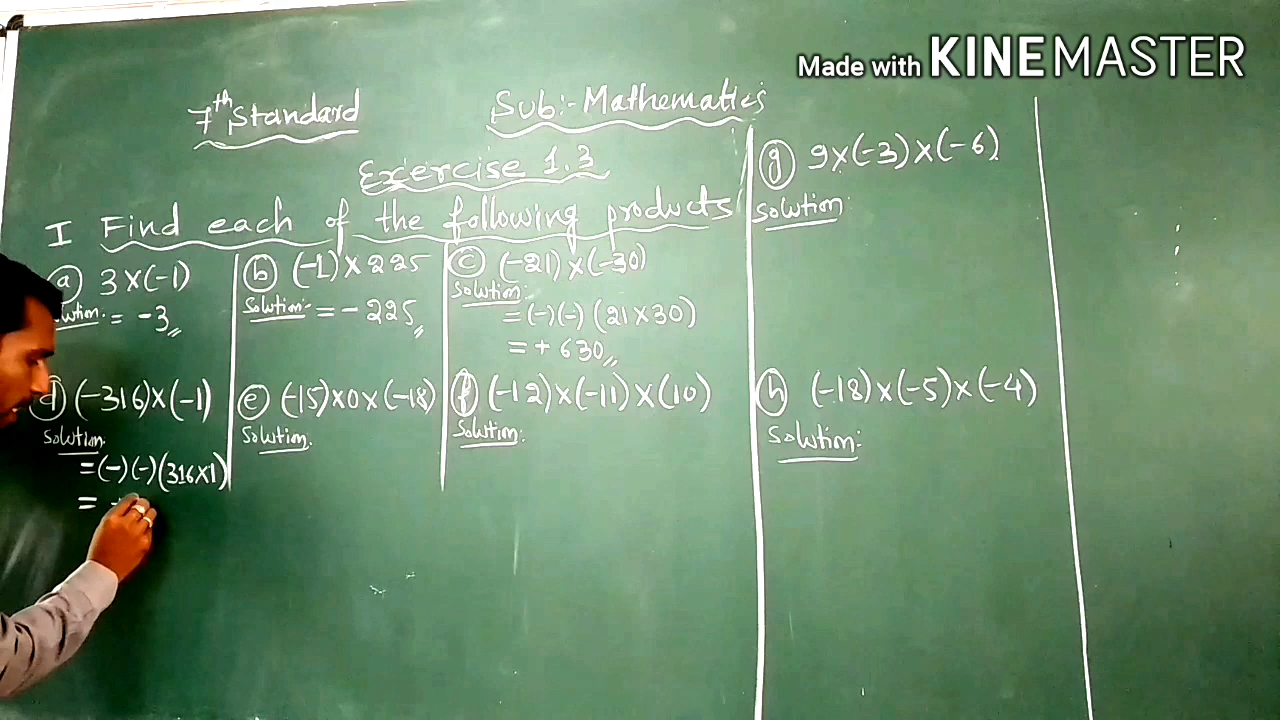 Made with KINEMASTER
7th Standard Sub:- Mathematics
Exercise 1.3
I Find each of the following products
a 3×(-1)
Solution: = -3
b (-1)×225
Solution:- = -225
c (-21)×(-30)
Solution:
= (-)(-) (21×30)
= + 630
d (-316)×(-1)
Solution
= (-)(-)(316×1)
= +
e (-15)×0×(-18)
Solution:
f (-12)×(-11)×(10)
Solution:
g 9×(-3)×(-6)
Solution
h (-18)×(-5)×(-4)
Solution: